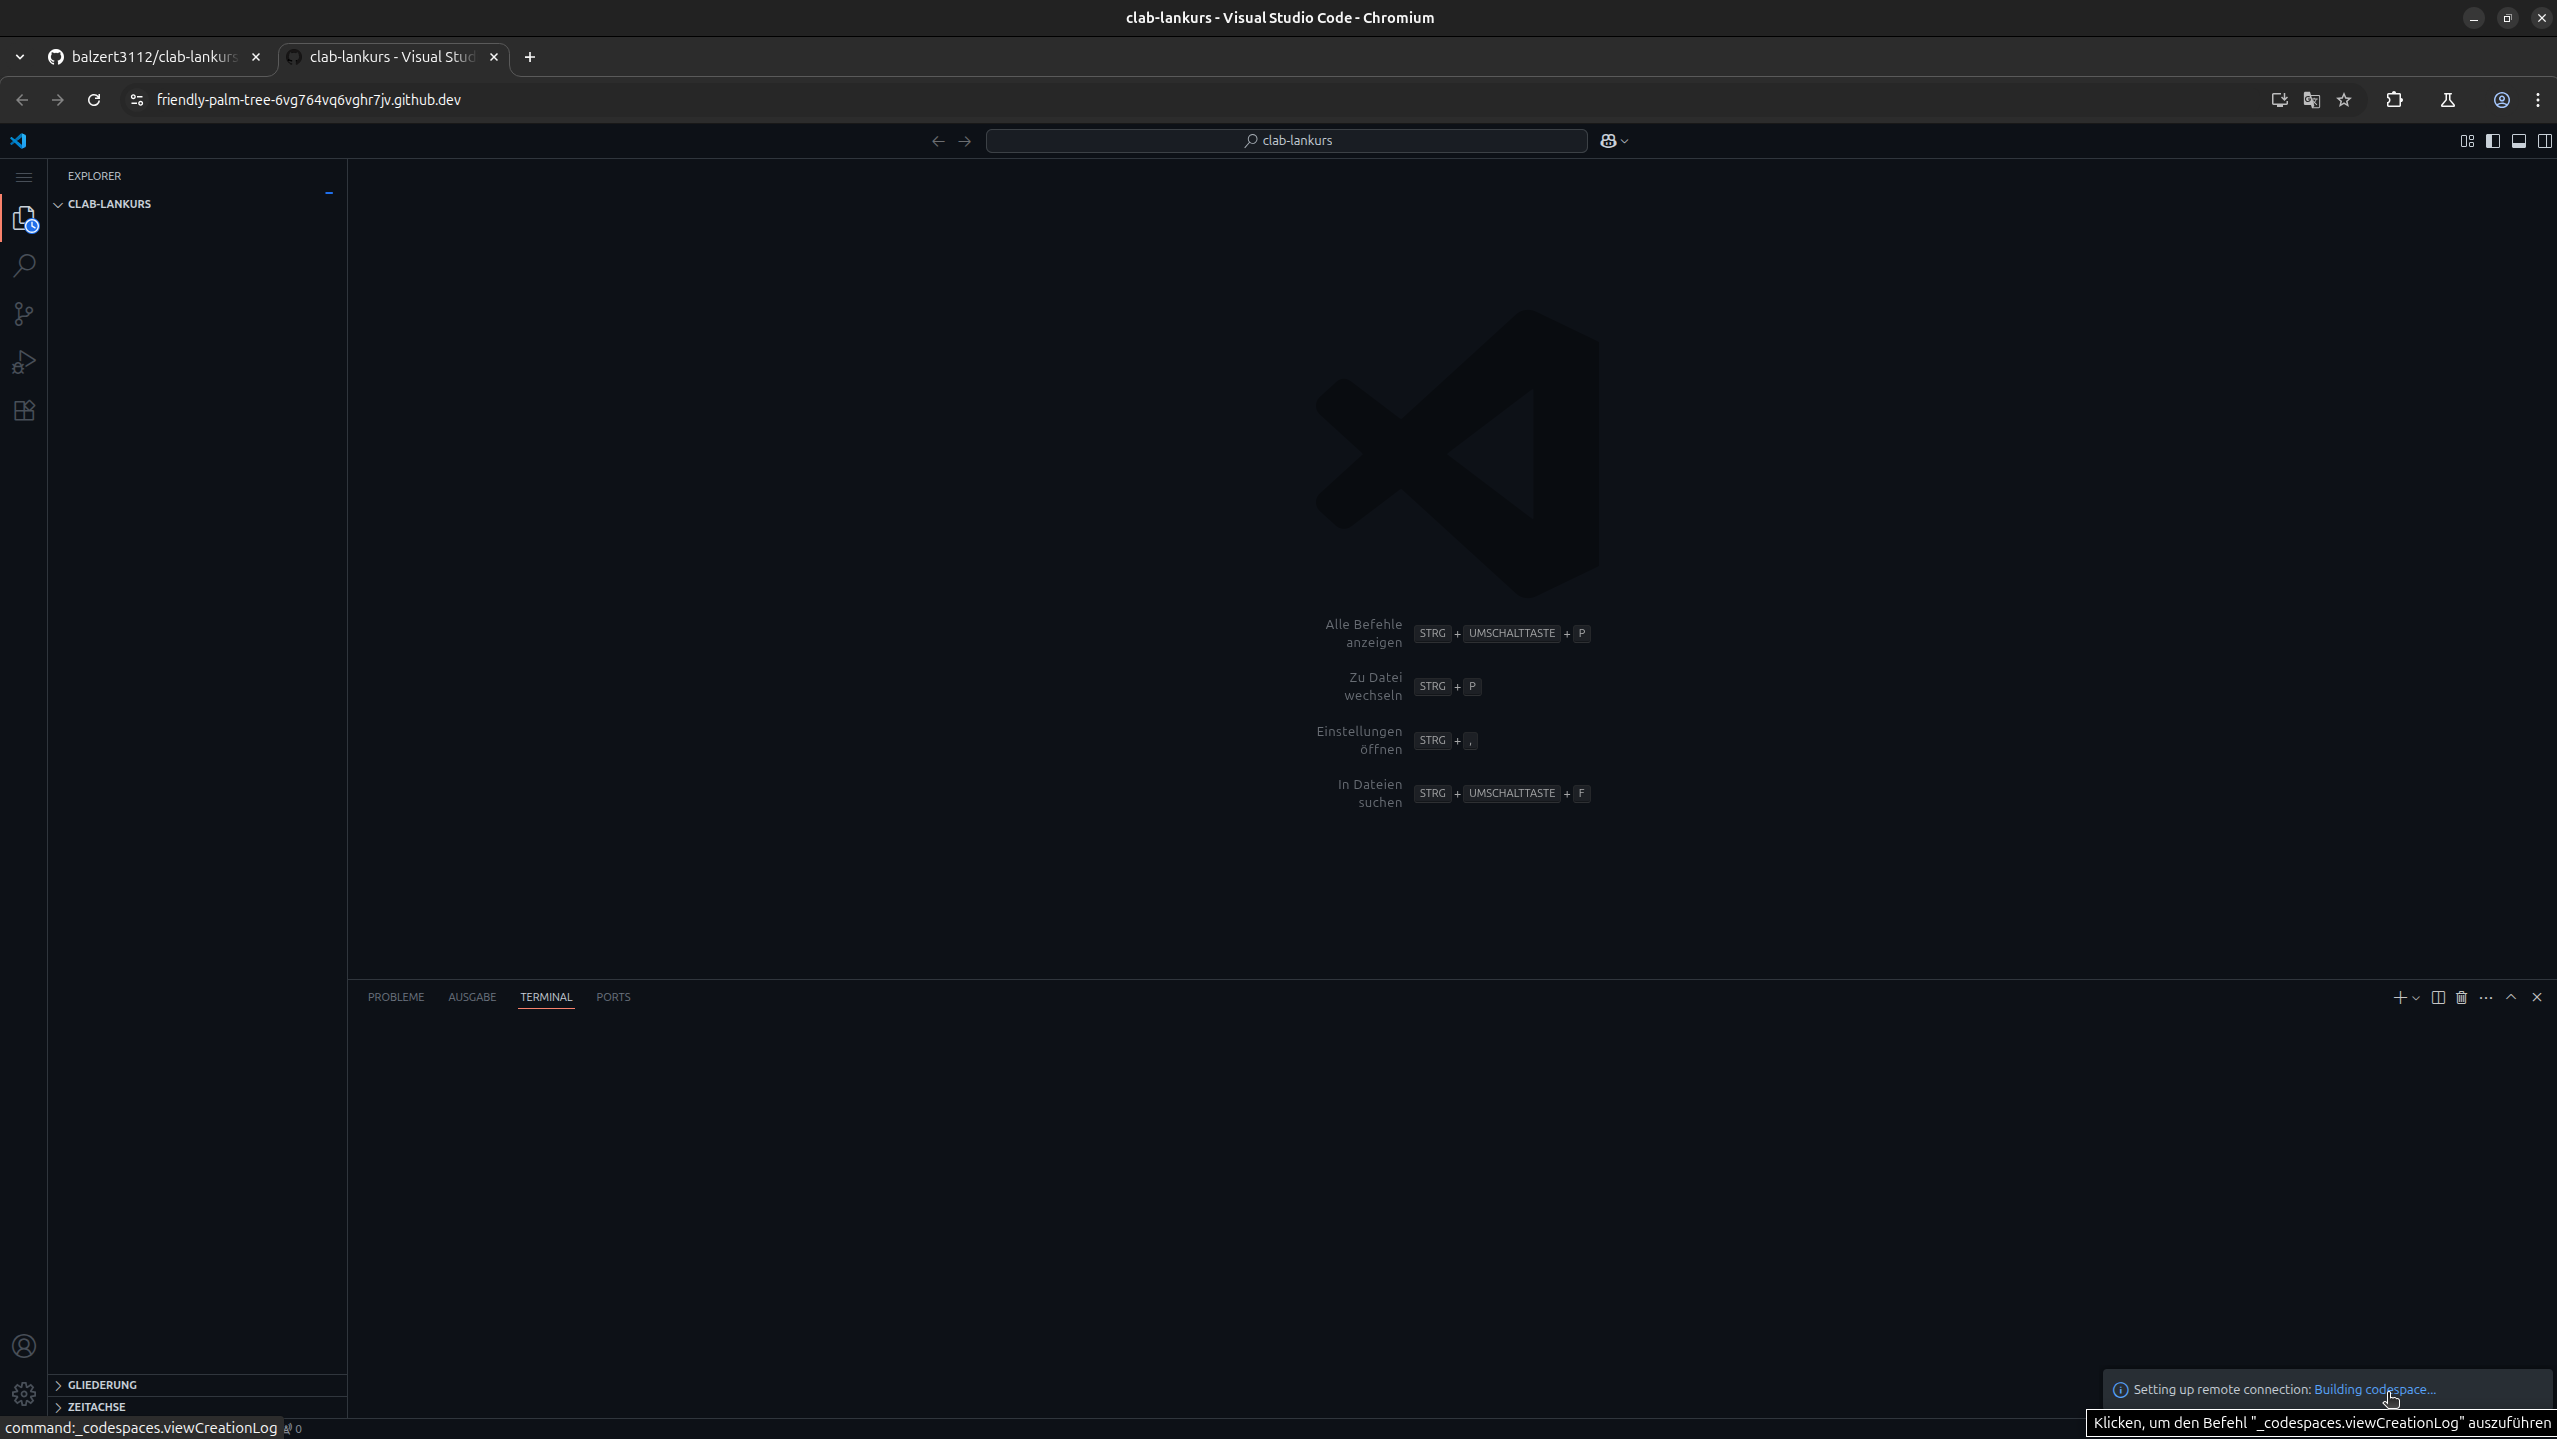 clab-lankurs - Visual Studio Code - Chromium
balzert3112/clab-lankurs
clab-lankurs - Visual Stud
friendly-palm-tree-6vg764vq6vghr7jv.github.dev
clab-lankurs
EXPLORER
CLAB-LANKURS
Alle Befehle
anzeigen
STRG + UMSCHALTTASTE + P
Zu Datei
wechseln
STRG + P
Einstellungen
öffnen
STRG + ,
In Dateien
suchen
STRG + UMSCHALTTASTE + F
PROBLEME AUSGABE TERMINAL PORTS
GLIEDERUNG
ZEITACHSE
Setting up remote connection: Building codespace...
Klicken, um den Befehl "_codespaces.viewCreationLog" auszuführen
command:_codespaces.viewCreationLog
0